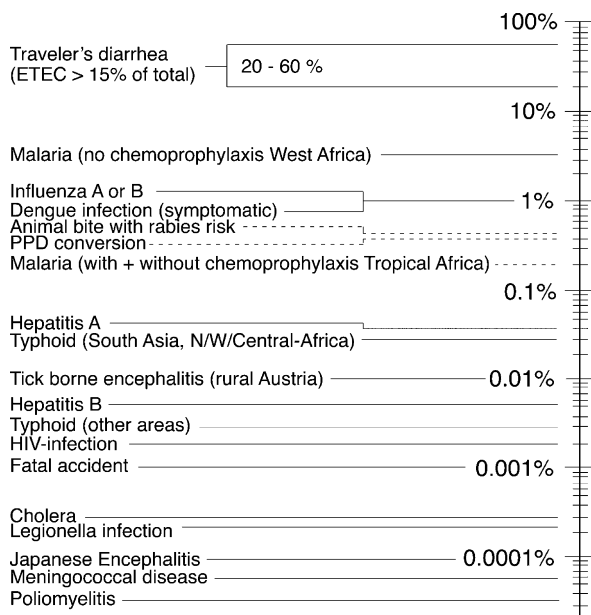 100%
Traveler's diarrhea
(ETEC > 15% of total)
20 - 60 %
10%
Malaria (no chemoprophylaxis West Africa)
Influenza A or B
1%
Dengue infection (symptomatic)
Animal bite with rabies risk
PPD conversion
Malaria (with + without chemoprophylaxis Tropical Africa)
0.1%
Hepatitis A
Typhoid (South Asia, N/W/Central-Africa)
Tick borne encephalitis (rural Austria)
0.01%
Hepatitis B
Typhoid (other areas)
HIV-infection
Fatal accident
0.001%
Cholera
Legionella infection
Japanese Encephalitis
0.0001%
Meningococcal disease
Poliomyelitis